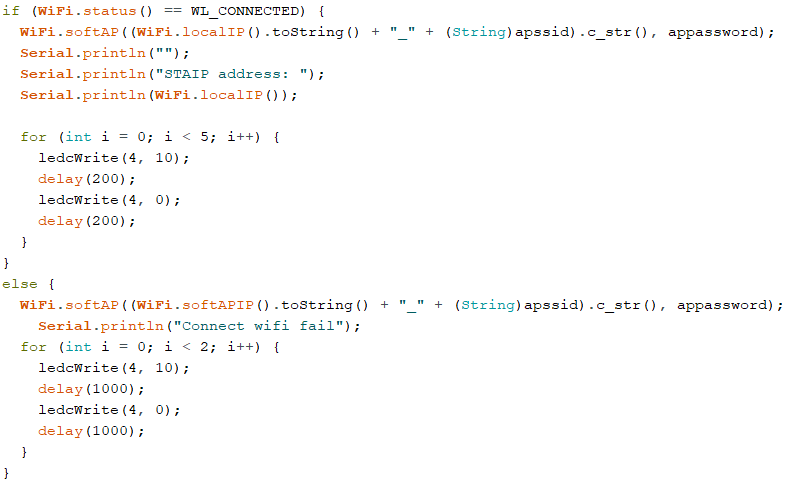 if (WiFi.status() == WL_CONNECTED) {
  WiFi.softAP((WiFi.localIP().toString() + "_" + (String)apssid).c_str(), appassword);
  Serial.println("");
  Serial.println("STAIP address: ");
  Serial.println(WiFi.localIP());

  for (int i = 0; i < 5; i++) {
    ledcWrite(4, 10);
    delay(200);
    ledcWrite(4, 0);
    delay(200);
  }
}
else {
  WiFi.softAP((WiFi.softAPIP().toString() + "_" + (String)apssid).c_str(), appassword);
    Serial.println("Connect wifi fail");
  for (int i = 0; i < 2; i++) {
    ledcWrite(4, 10);
    delay(1000);
    ledcWrite(4, 0);
    delay(1000);
  }
}